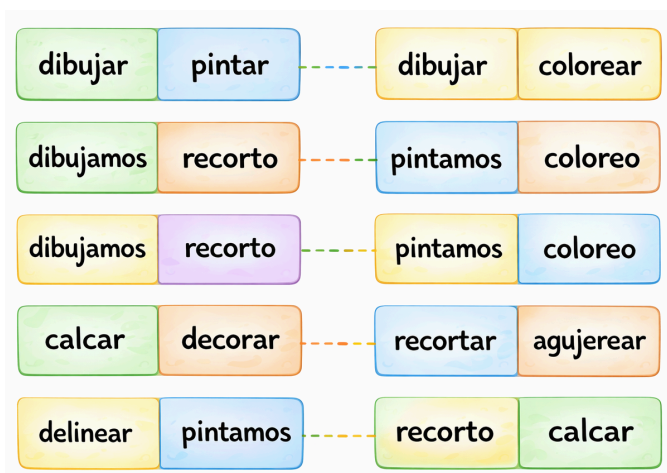 dibujar pintar dibujar colorear
dibujamos recorto pintamos coloreo
dibujamos recorto pintamos coloreo
calcar decorar recortar agujerear
delinear pintamos recorto calcar